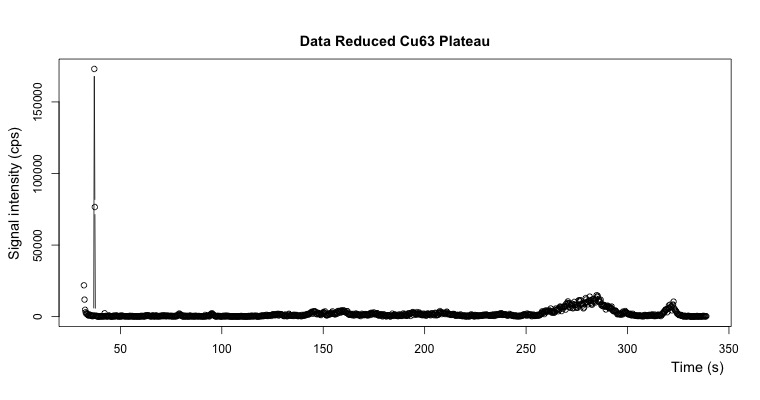 Data Reduced Cu63 Plateau
Signal intensity (cps)
150000
100000
50000
0
50 100 150 200 250 300 350
Time (s)